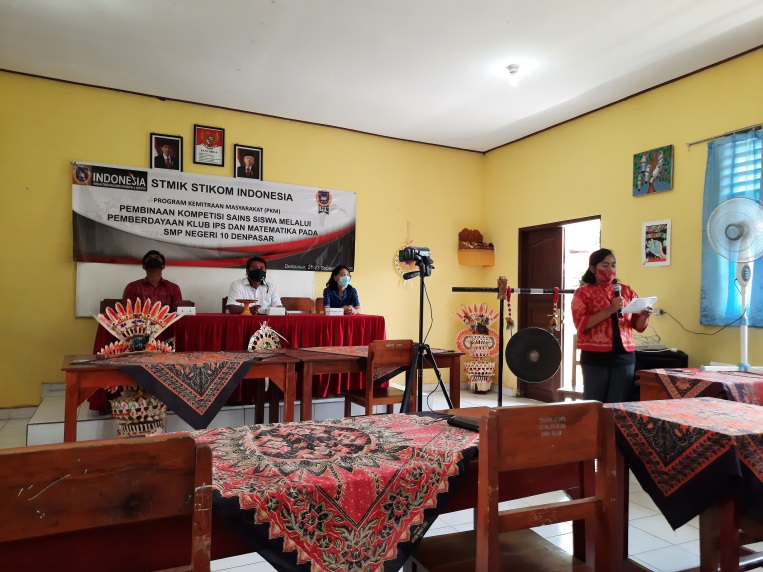 INDONESIA
STMIK STIKOM INDONESIA
PROGRAM KEMITRAAN MASYARAKAT (PKM)
PEMBINAAN KOMPETISI SAINS SISWA MELALUI
PEMBERDAYAAN KLUB IPS DAN MATEMATIKA PADA
SMP NEGERI 10 DENPASAR